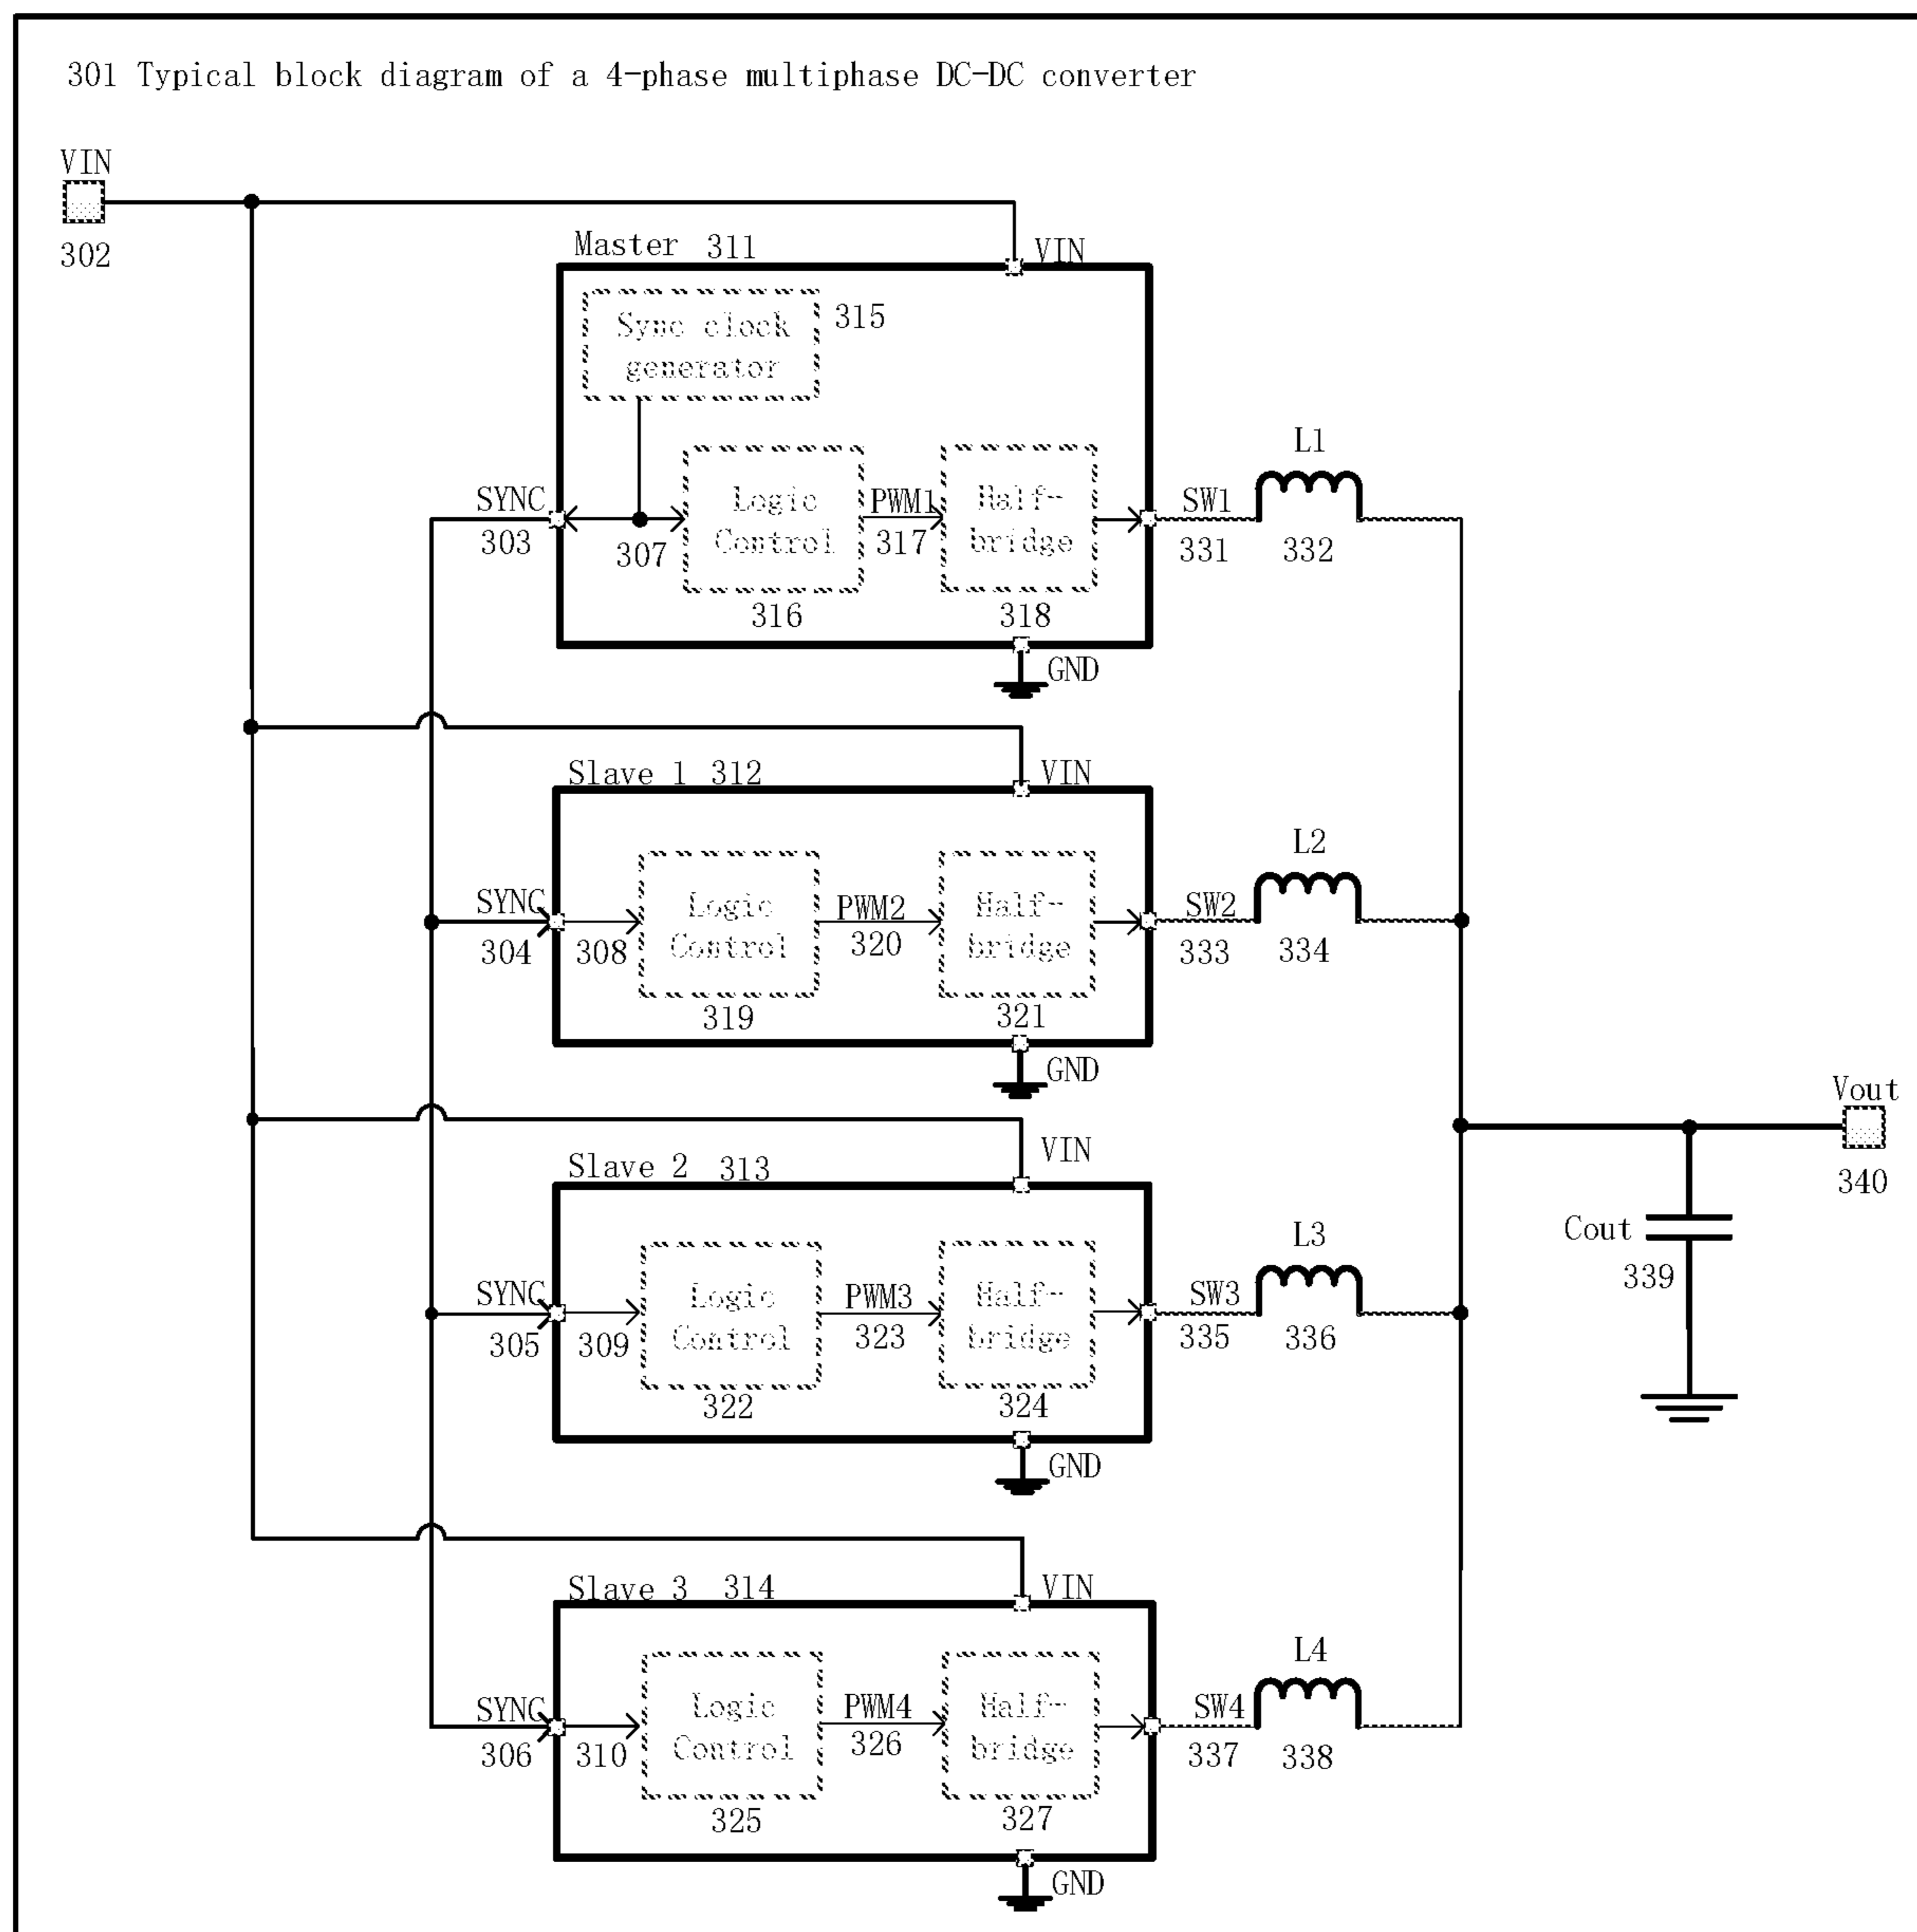 301 Typical block diagram of a 4-phase multiphase DC-DC converter
VIN
302
Master 311
VIN
Sync clock
generator
315
SYNC
303
307
Logic
Control
316
PWM1
317
Half-
bridge
318
SW1
331
L1
332
GND
Slave 1 312
VIN
SYNC
304
308
Logic
Control
319
PWM2
320
Half-
bridge
321
SW2
333
L2
334
GND
Slave 2 313
VIN
SYNC
305
309
Logic
Control
322
PWM3
323
Half-
bridge
324
SW3
335
L3
336
GND
Vout
340
Cout
339
Slave 3 314
VIN
SYNC
306
310
Logic
Control
325
PWM4
326
Half-
bridge
327
SW4
337
L4
338
GND